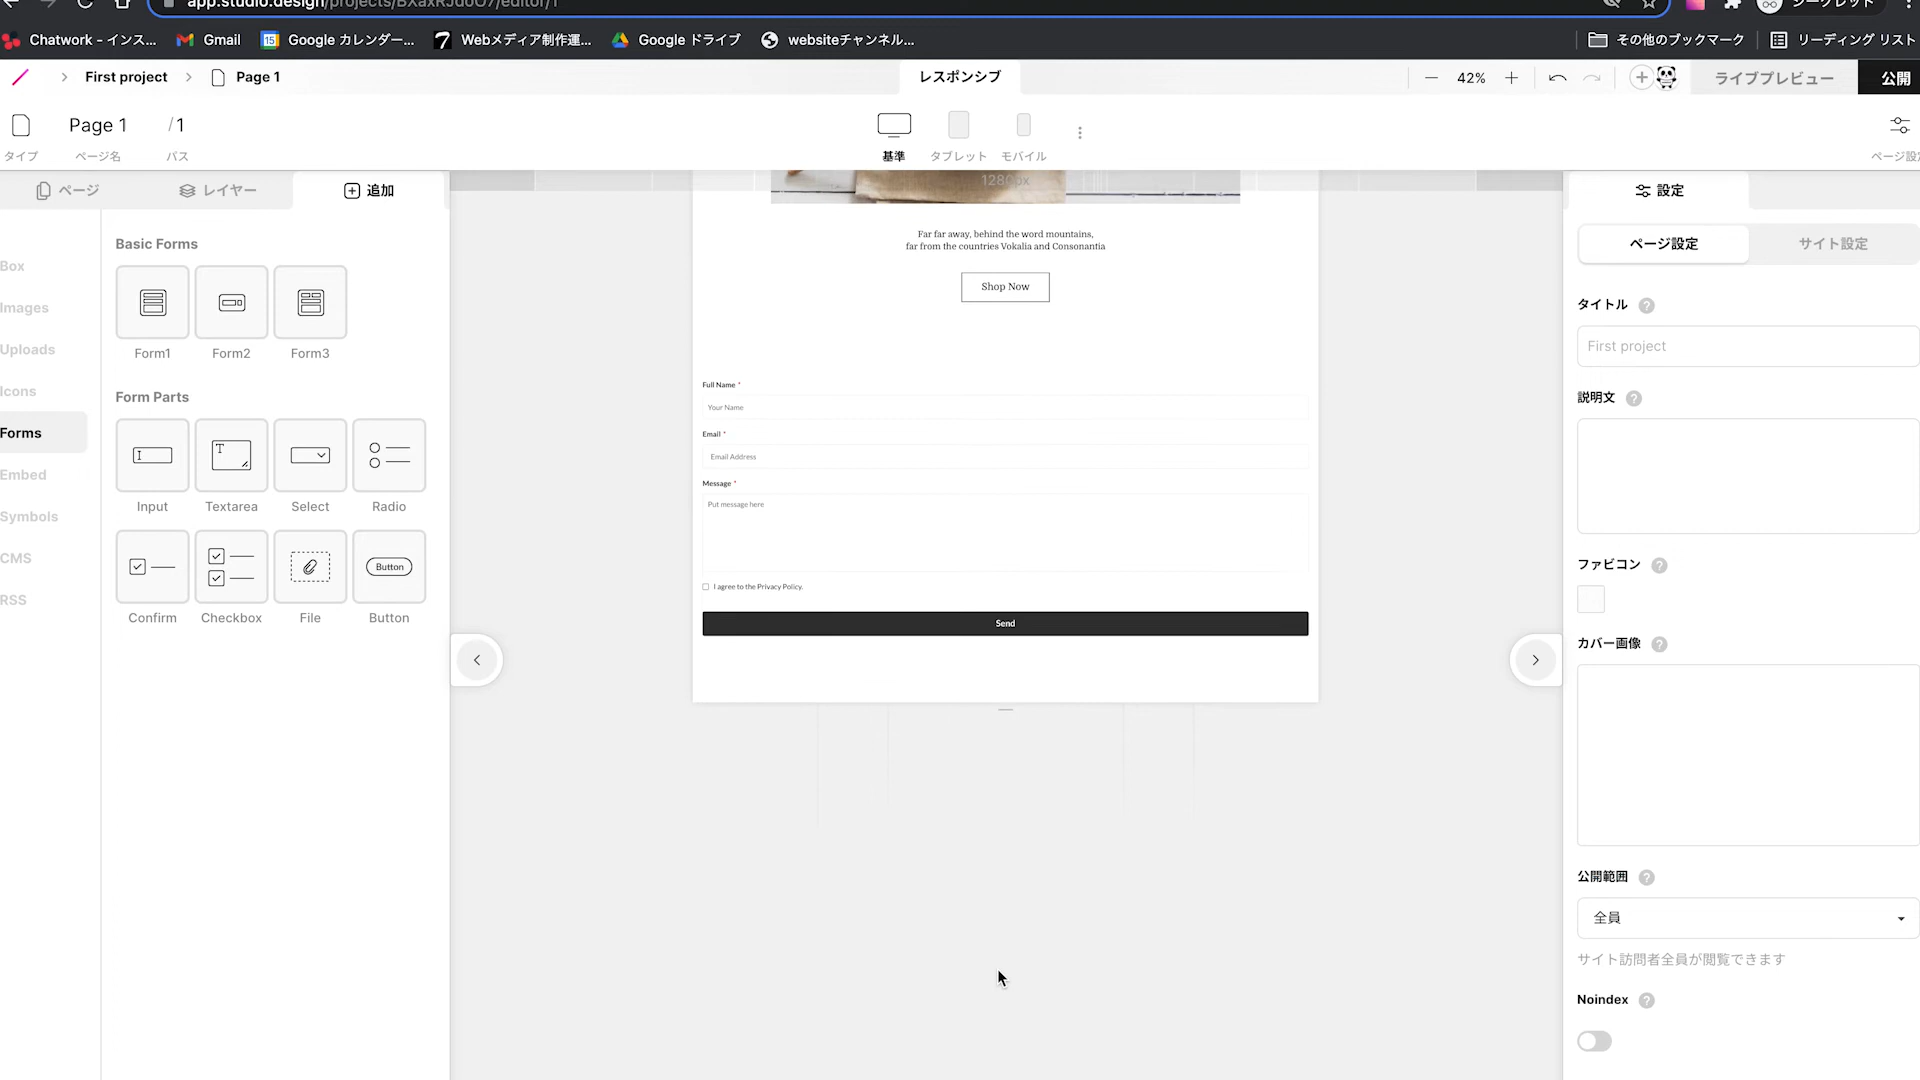 app.studio.design/projects/BXaxRJdoO7/editor/1
シークレット
Chatwork - インス...
Gmail
15
Google カレンダー...
Webメディア制作運...
Google ドライブ
websiteチャンネル...
その他のブックマーク
リーディング リスト
First project
Page 1
レスポンシブ
42%
ライブプレビュー
公開
Page 1
/ 1
タイプ
ページ名
パス
基準
タブレット
モバイル
ページ設
ページ
レイヤー
追加
1280px
設定
ページ設定
サイト設定
Box
Images
Uploads
Icons
Forms
Embed
Symbols
CMS
RSS
Basic Forms
Form1
Form2
Form3
Form Parts
Input
Textarea
Select
Radio
Button
Confirm
Checkbox
File
Button
Far far away, behind the word mountains,
far from the countries Vokalia and Consonantia
Shop Now
Full Name *
Your Name
Email *
Email Address
Message *
Put message here
I agree to the Privacy Policy.
Send
タイトル ?
First project
説明文 ?
ファビコン ?
カバー画像 ?
公開範囲 ?
全員
サイト訪問者全員が閲覧できます
Noindex ?